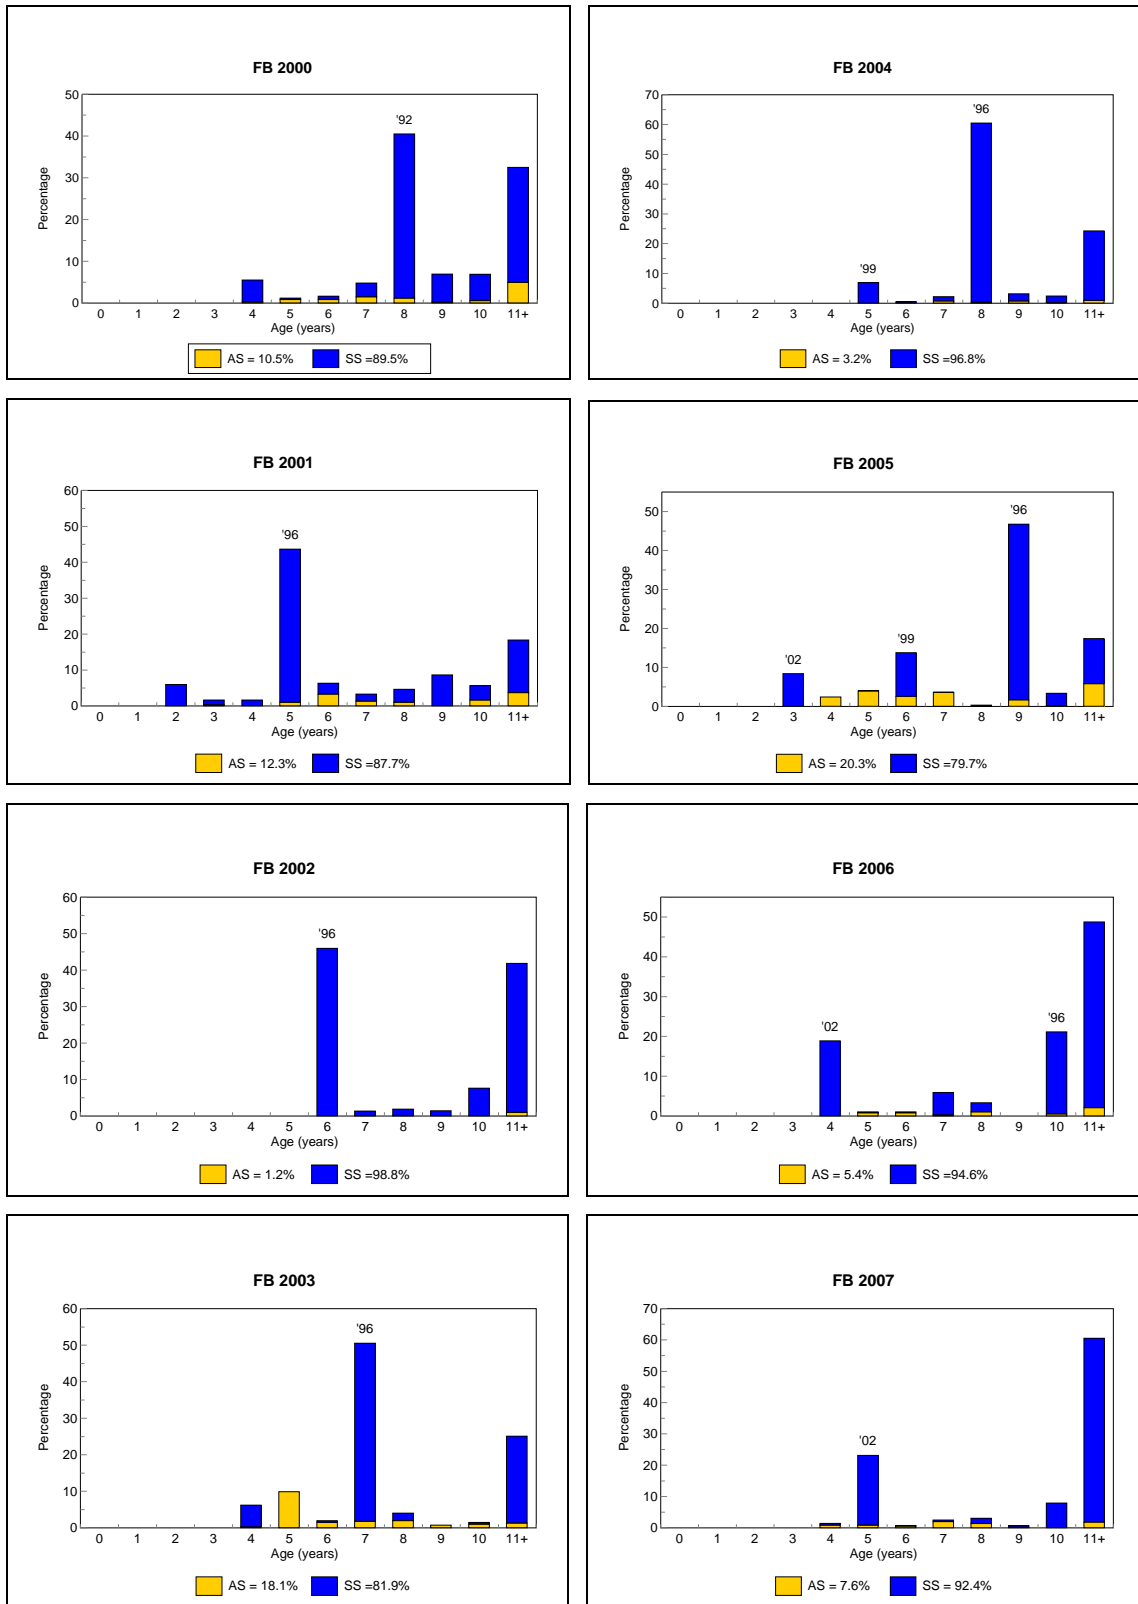 FB 2000
50
40
30
20
10
0
Percentage
'92
0 1 2 3 4 5 6 7 8 9 10 11+
Age (years)
AS = 10.5% SS =89.5%
FB 2004
70
60
50
40
30
20
10
0
Percentage
'96
'99
0 1 2 3 4 5 6 7 8 9 10 11+
Age (years)
AS = 3.2% SS =96.8%
FB 2001
60
50
40
30
20
10
0
Percentage
'96
0 1 2 3 4 5 6 7 8 9 10 11+
Age (years)
AS = 12.3% SS =87.7%
FB 2005
50
40
30
20
10
0
Percentage
'96
'99
'02
0 1 2 3 4 5 6 7 8 9 10 11+
Age (years)
AS = 20.3% SS =79.7%
FB 2002
60
50
40
30
20
10
0
Percentage
'96
0 1 2 3 4 5 6 7 8 9 10 11+
Age (years)
AS = 1.2% SS =98.8%
FB 2006
50
40
30
20
10
0
Percentage
'02
'96
0 1 2 3 4 5 6 7 8 9 10 11+
Age (years)
AS = 5.4% SS =94.6%
FB 2003
60
50
40
30
20
10
0
Percentage
'96
0 1 2 3 4 5 6 7 8 9 10 11+
Age (years)
AS = 18.1% SS =81.9%
FB 2007
70
60
50
40
30
20
10
0
Percentage
'02
0 1 2 3 4 5 6 7 8 9 10 11+
Age (years)
AS = 7.6% SS = 92.4%